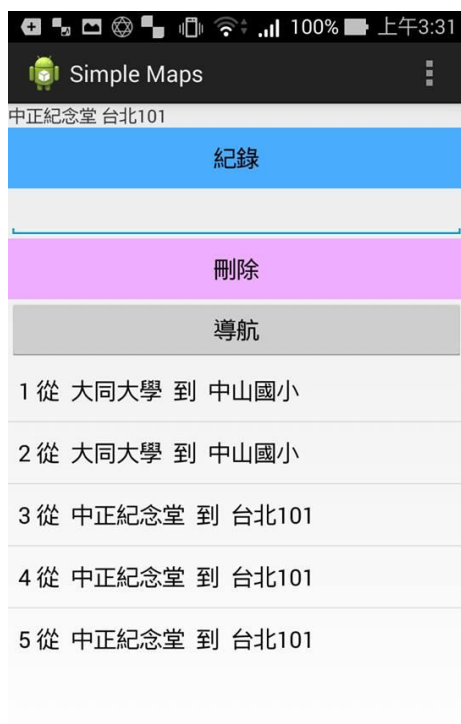 100% 上午3:31
Simple Maps
中正紀念堂 台北101
紀錄
刪除
導航
1 從 大同大學 到 中山國小
2 從 大同大學 到 中山國小
3 從 中正紀念堂 到 台北101
4 從 中正紀念堂 到 台北101
5 從 中正紀念堂 到 台北101